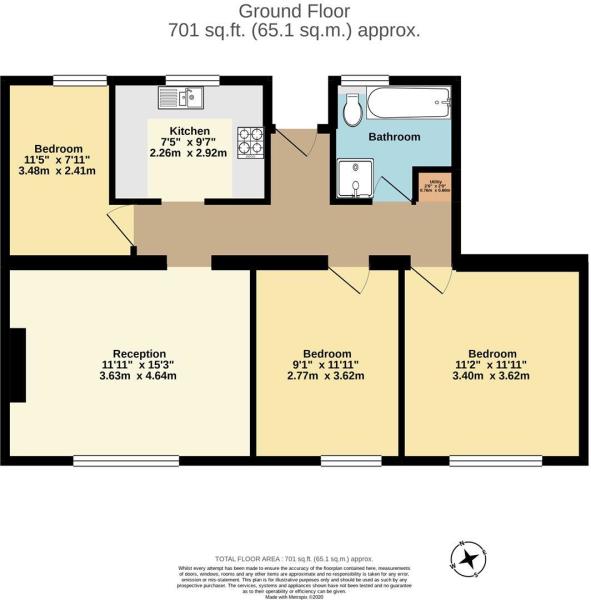 Ground Floor
701 sq.ft. (65.1 sq.m.) approx.
Bedroom
11'5" x 7'11"
3.48m x 2.41m
Kitchen
7'5" x 9'7"
2.26m x 2.92m
Bathroom
Utility
2'6" x 2'0"
0.76m x 0.60m
Reception
11'11" x 15'3"
3.63m x 4.64m
Bedroom
9'1" x 11'11"
2.77m x 3.62m
Bedroom
11'2" x 11'11"
3.40m x 3.62m
N
E
S
W
TOTAL FLOOR AREA : 701 sq.ft. (65.1 sq.m.) approx.
Whilst every attempt has been made to ensure the accuracy of the floorplan contained here, measurements
of doors, windows, rooms and any other items are approximate and no responsibility is taken for any error,
omission or mis-statement. This plan is for illustrative purposes only and should be used as such by any
prospective purchaser. The services, systems and appliances shown have not been tested and no guarantee
as to their operability or efficiency can be given.
Made with Metropix ©2020